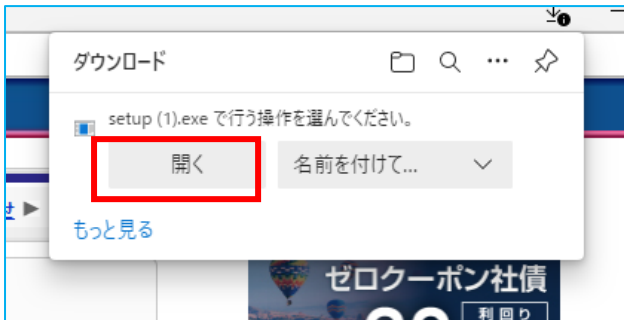 ダウンロード
setup (1).exe で行う操作を選んでください。
開く
名前を付けて...
せ ▶
もっと見る
ゼロクーポン社債
利回り